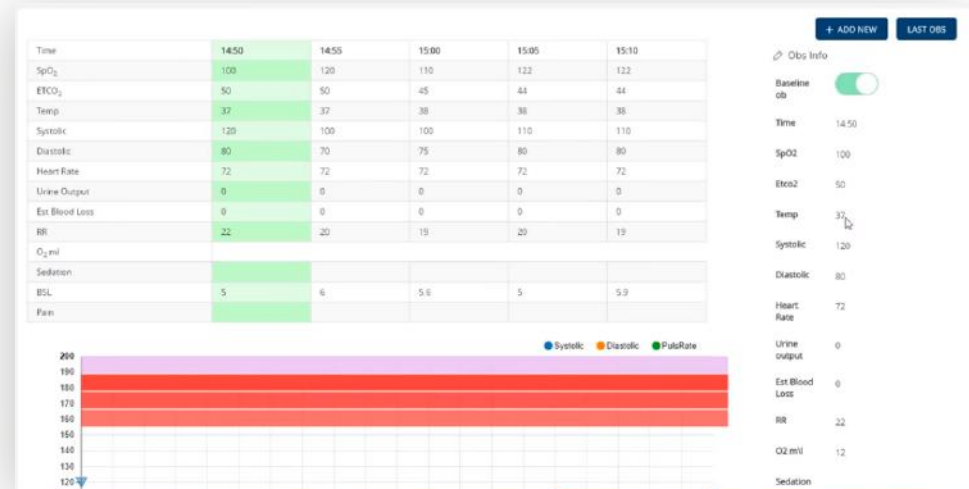 + ADD NEW LAST OBS
Time 14:50 14:55 15:00 15:05 15:10
SpO₂ 100 120 110 122 122
ETCO₂ 50 50 45 44 44
Temp 37 37 38 38 38
Systolic 120 100 100 110 110
Diastolic 80 70 75 80 80
Heart Rate 72 72 72 72 72
Urine Output 0 0 0 0 0
Est Blood Loss 0 0 0 0 0
RR 22 20 19 20 19
O₂ ml
Sedation
BSL 5 6 5.6 5 5.9
Pain
Systolic Diastolic PulsRate
200
190
180
170
160
150
140
130
120
Obs Info
Baseline
ob
Time 14:50
SpO2 100
Etco2 50
Temp 37
Systolic 120
Diastolic 80
Heart
Rate 72
Urine
output 0
Est Blood
Loss 0
RR 22
O2 m\l 12
Sedation